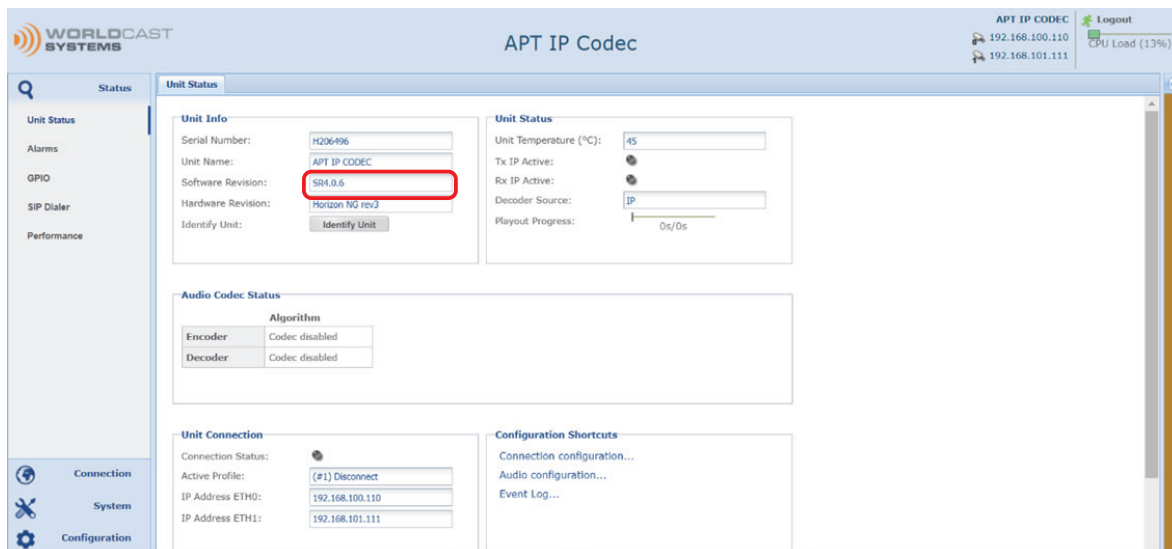 WORLDCAST
SYSTEMS
APT IP Codec
APT IP CODEC
192.168.100.110
192.168.101.111
Logout
CPU Load (13%)
Status
Unit Status
Alarms
GPIO
SIP Dialer
Performance
Connection
System
Configuration
Unit Status
Unit Info
Serial Number: H206496
Unit Name: APT IP CODEC
Software Revision: SR4.0.6
Hardware Revision: Horizon NG rev3
Identify Unit: Identify Unit
Unit Status
Unit Temperature (°C): 45
Tx IP Active:
Rx IP Active:
Decoder Source: IP
Playout Progress: 0s/0s
Audio Codec Status
Algorithm
Encoder Codec disabled
Decoder Codec disabled
Unit Connection
Connection Status:
Active Profile: (#1) Disconnect
IP Address ETH0: 192.168.100.110
IP Address ETH1: 192.168.101.111
Configuration Shortcuts
Connection configuration...
Audio configuration...
Event Log...